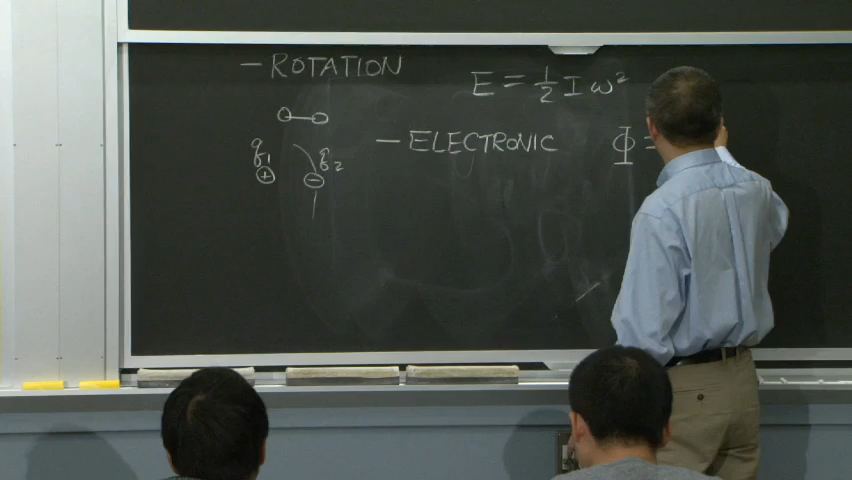 - ROTATION
E = 1/2 I ω²
- ELECTRONIC
Φ =
q₁ q₂
+ -